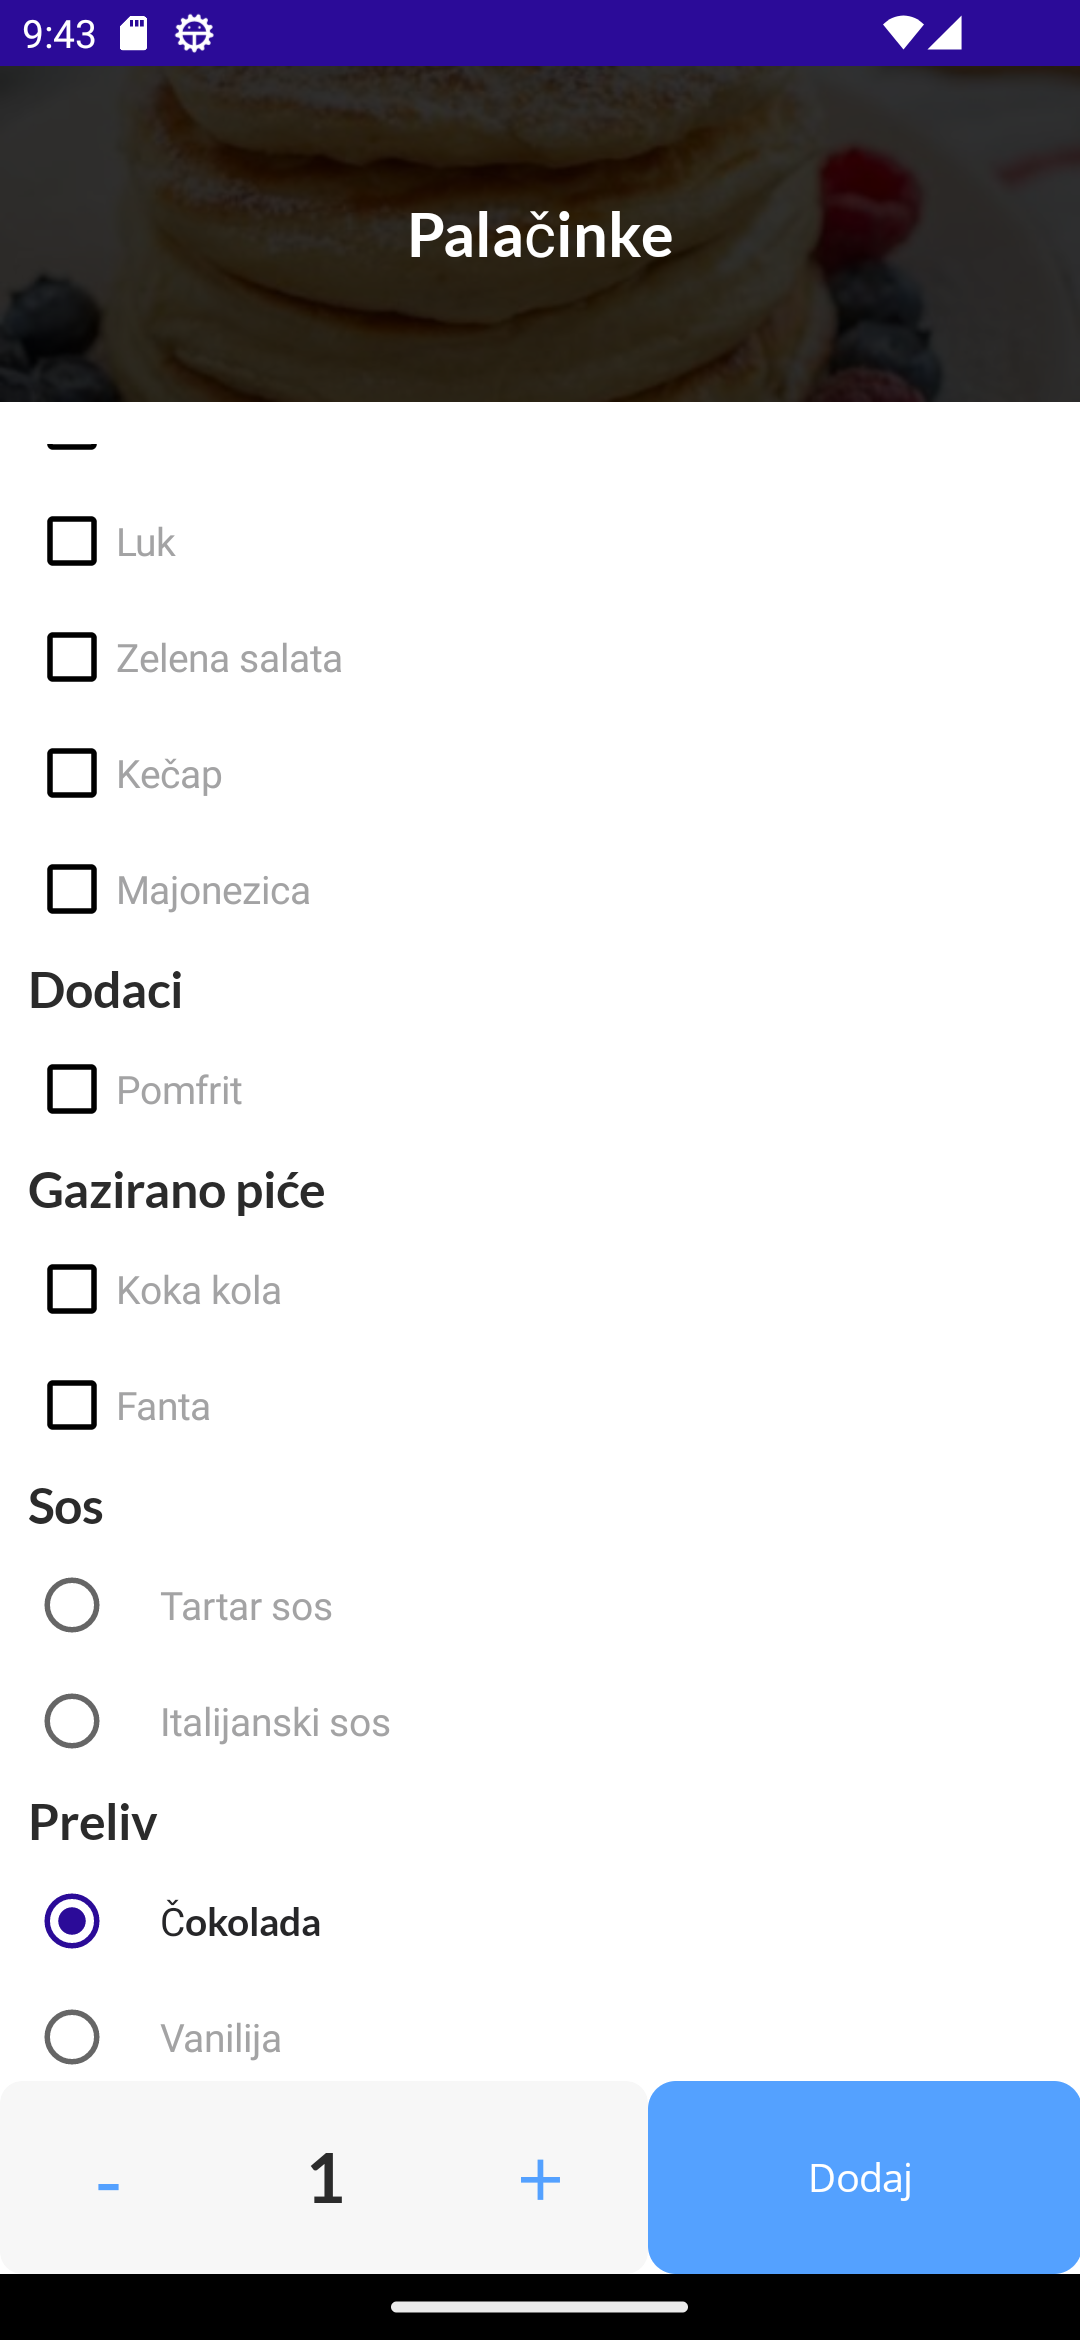 9:43
Palačinke
Luk
Zelena salata
Kečap
Majonezica
Dodaci
Pomfrit
Gazirano piće
Koka kola
Fanta
Sos
Tartar sos
Italijanski sos
Preliv
Čokolada
Vanilija
- 1 + Dodaj